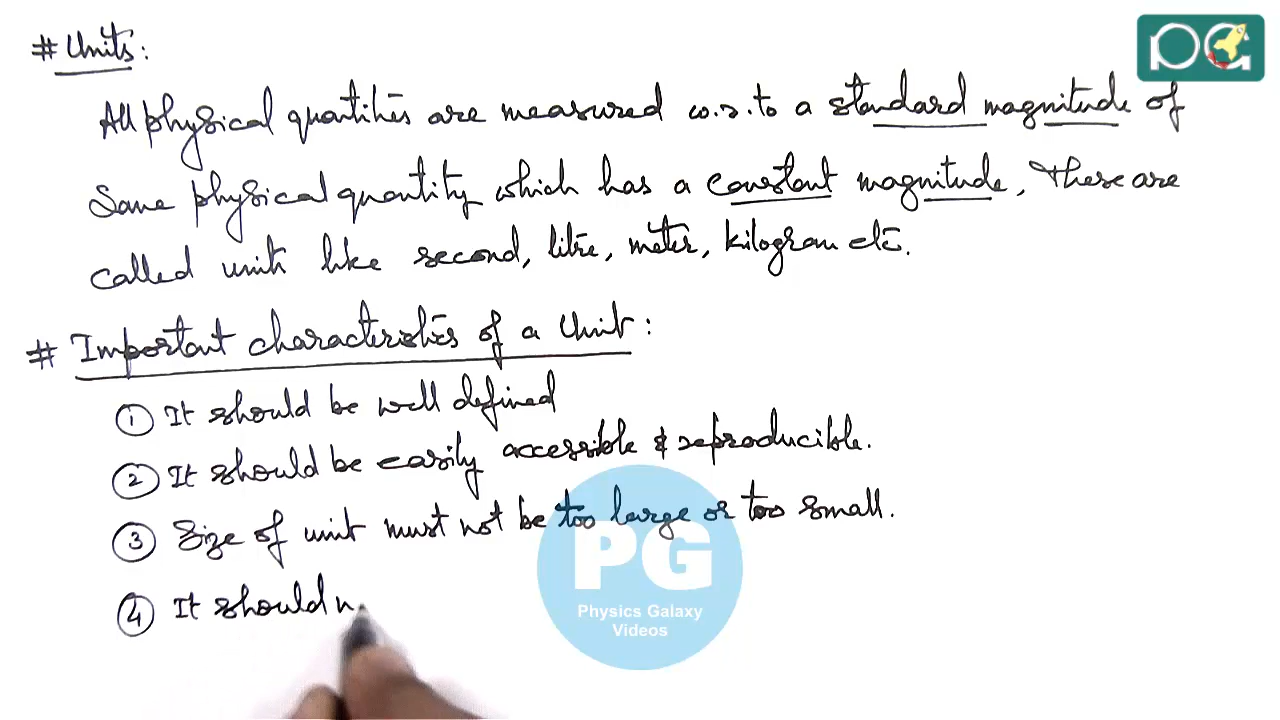 # Units:
All physical quantities are measured w.r.to a standard magnitude of
Same physical quantity which has a constant magnitude, These are
called units like second, litre, meter, kilogram etc.
# Important characteristics of a Unit:
① It should be well defined
② It should be easily accessible & reproducible.
③ Size of unit must not be too large or too small.
④ It should n
PG
Physics Galaxy
Videos